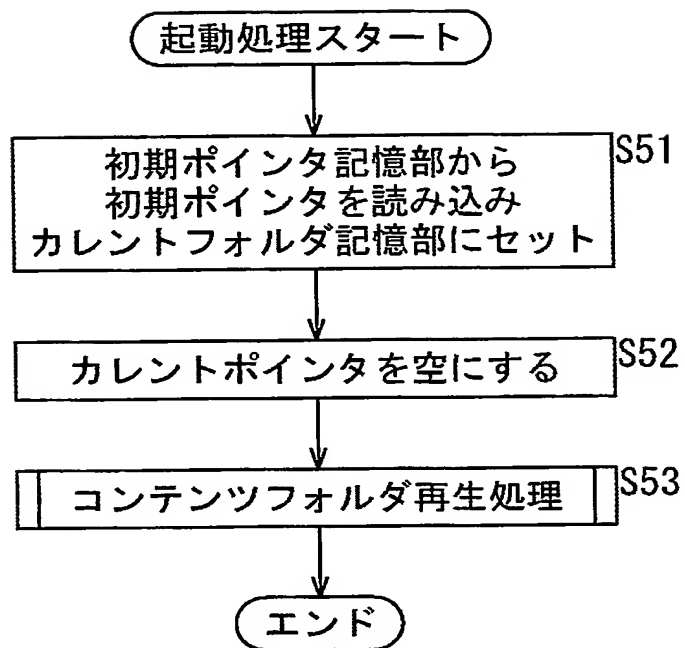 起動処理スタート
S51
初期ポインタ記憶部から
初期ポインタを読み込み
カレントフォルダ記憶部にセット
S52
カレントポインタを空にする
S53
コンテンツフォルダ再生処理
エンド